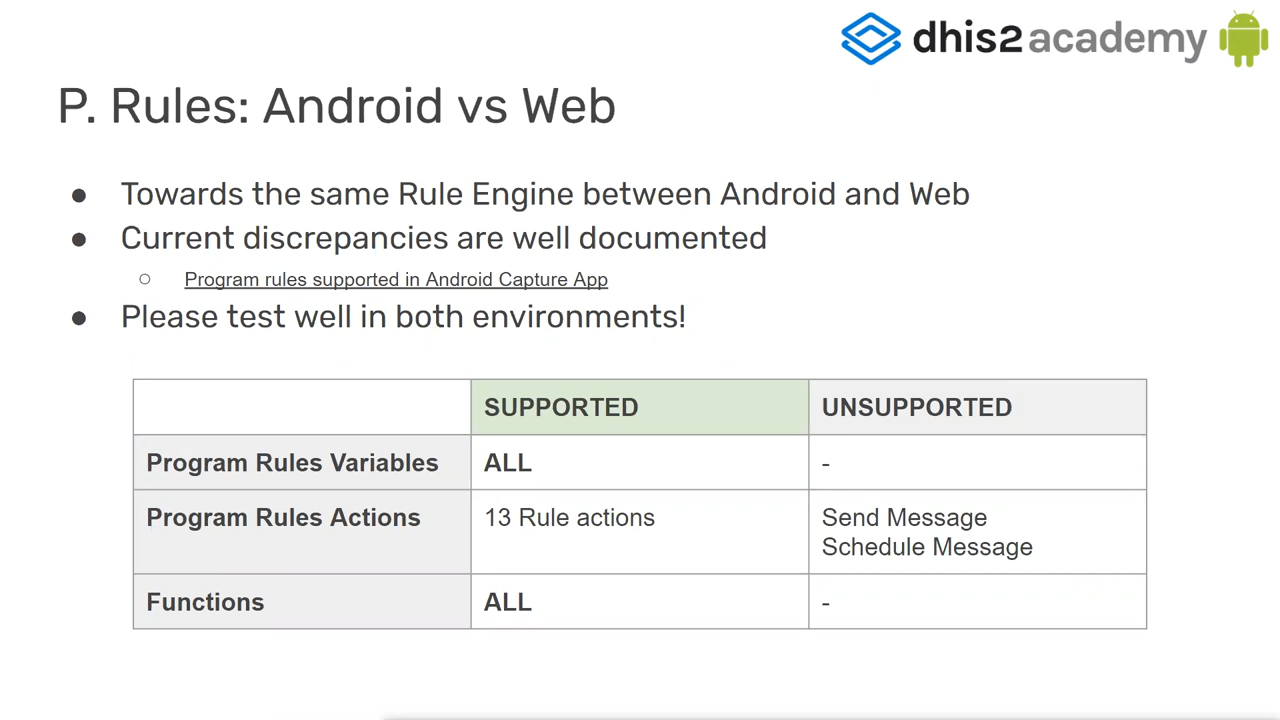 dhis2academy
P. Rules: Android vs Web
● Towards the same Rule Engine between Android and Web
● Current discrepancies are well documented
○ Program rules supported in Android Capture App
● Please test well in both environments!
SUPPORTED UNSUPPORTED
Program Rules Variables ALL -
Program Rules Actions 13 Rule actions Send Message
Schedule Message
Functions ALL -